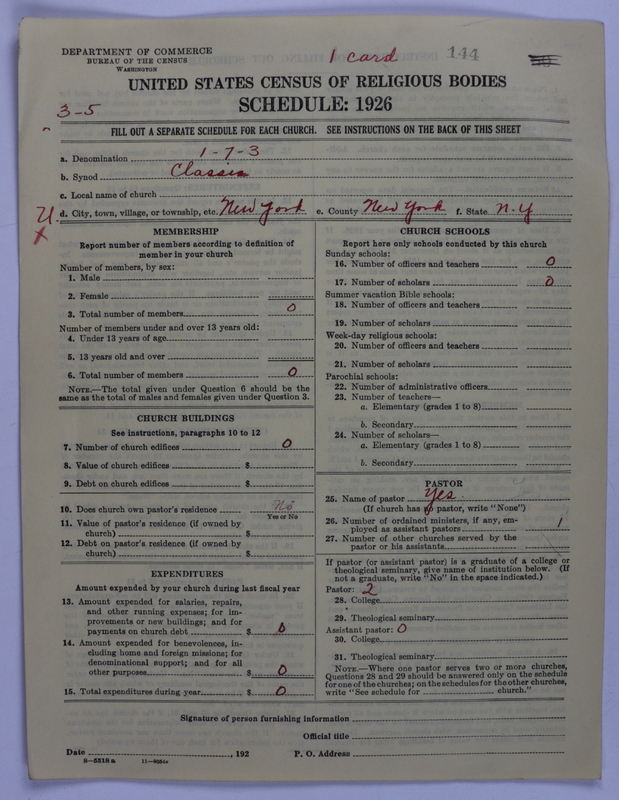 DEPARTMENT OF COMMERCE
BUREAU OF THE CENSUS
WASHINGTON
1 card
144
UNITED STATES CENSUS OF RELIGIOUS BODIES
SCHEDULE: 1926
3-5
FILL OUT A SEPARATE SCHEDULE FOR EACH CHURCH. SEE INSTRUCTIONS ON THE BACK OF THIS SHEET
a. Denomination 1-7-3
b. Synod Classis
c. Local name of church
U d. City, town, village, or township, etc. New York e. County New York f. State N.Y
X
MEMBERSHIP
Report number of members according to definition of
member in your church
Number of members, by sex:
1. Male
2. Female
3. Total number of members 0
Number of members under and over 13 years old:
4. Under 13 years of age
5. 13 years old and over
6. Total number of members 0
NOTE.—The total given under Question 6 should be the
same as the total of males and females given under Question 3.
CHURCH BUILDINGS
See instructions, paragraphs 10 to 12
7. Number of church edifices 0
8. Value of church edifices $
9. Debt on church edifices $
10. Does church own pastor's residence No
Yes or No
11. Value of pastor's residence (if owned by
church) $
12. Debt on pastor's residence (if owned by
church) $
EXPENDITURES
Amount expended by your church during last fiscal year
13. Amount expended for salaries, repairs,
and other running expenses; for im-
provements or new buildings; and for
payments on church debt $ 0
14. Amount expended for benevolences, in-
cluding home and foreign missions; for
denominational support; and for all
other purposes $ 0
15. Total expenditures during year $ 0
CHURCH SCHOOLS
Report here only schools conducted by this church
Sunday schools:
16. Number of officers and teachers 0
17. Number of scholars 0
Summer vacation Bible schools:
18. Number of officers and teachers
19. Number of scholars
Week-day religious schools:
20. Number of officers and teachers
21. Number of scholars
Parochial schools:
22. Number of administrative officers
23. Number of teachers—
a. Elementary (grades 1 to 8)
b. Secondary
24. Number of scholars—
a. Elementary (grades 1 to 8)
b. Secondary
PASTOR
25. Name of pastor Yes.
(If church has no pastor, write "None")
26. Number of ordained ministers, if any, em-
ployed as assistant pastors 1
27. Number of other churches served by the
pastor or his assistants
If pastor (or assistant pastor) is a graduate of a college or
theological seminary, give name of institution below. (If
not a graduate, write "No" in the space indicated.)
Pastor: 2
28. College
29. Theological seminary
Assistant pastor: 0
30. College
31. Theological seminary
NOTE.—Where one pastor serves two or more churches,
Questions 28 and 29 should be answered only on the schedule
for one of the churches; on the schedules for the other churches,
write "See schedule for church."
Signature of person furnishing information
Official title
Date , 192 P. O. Address